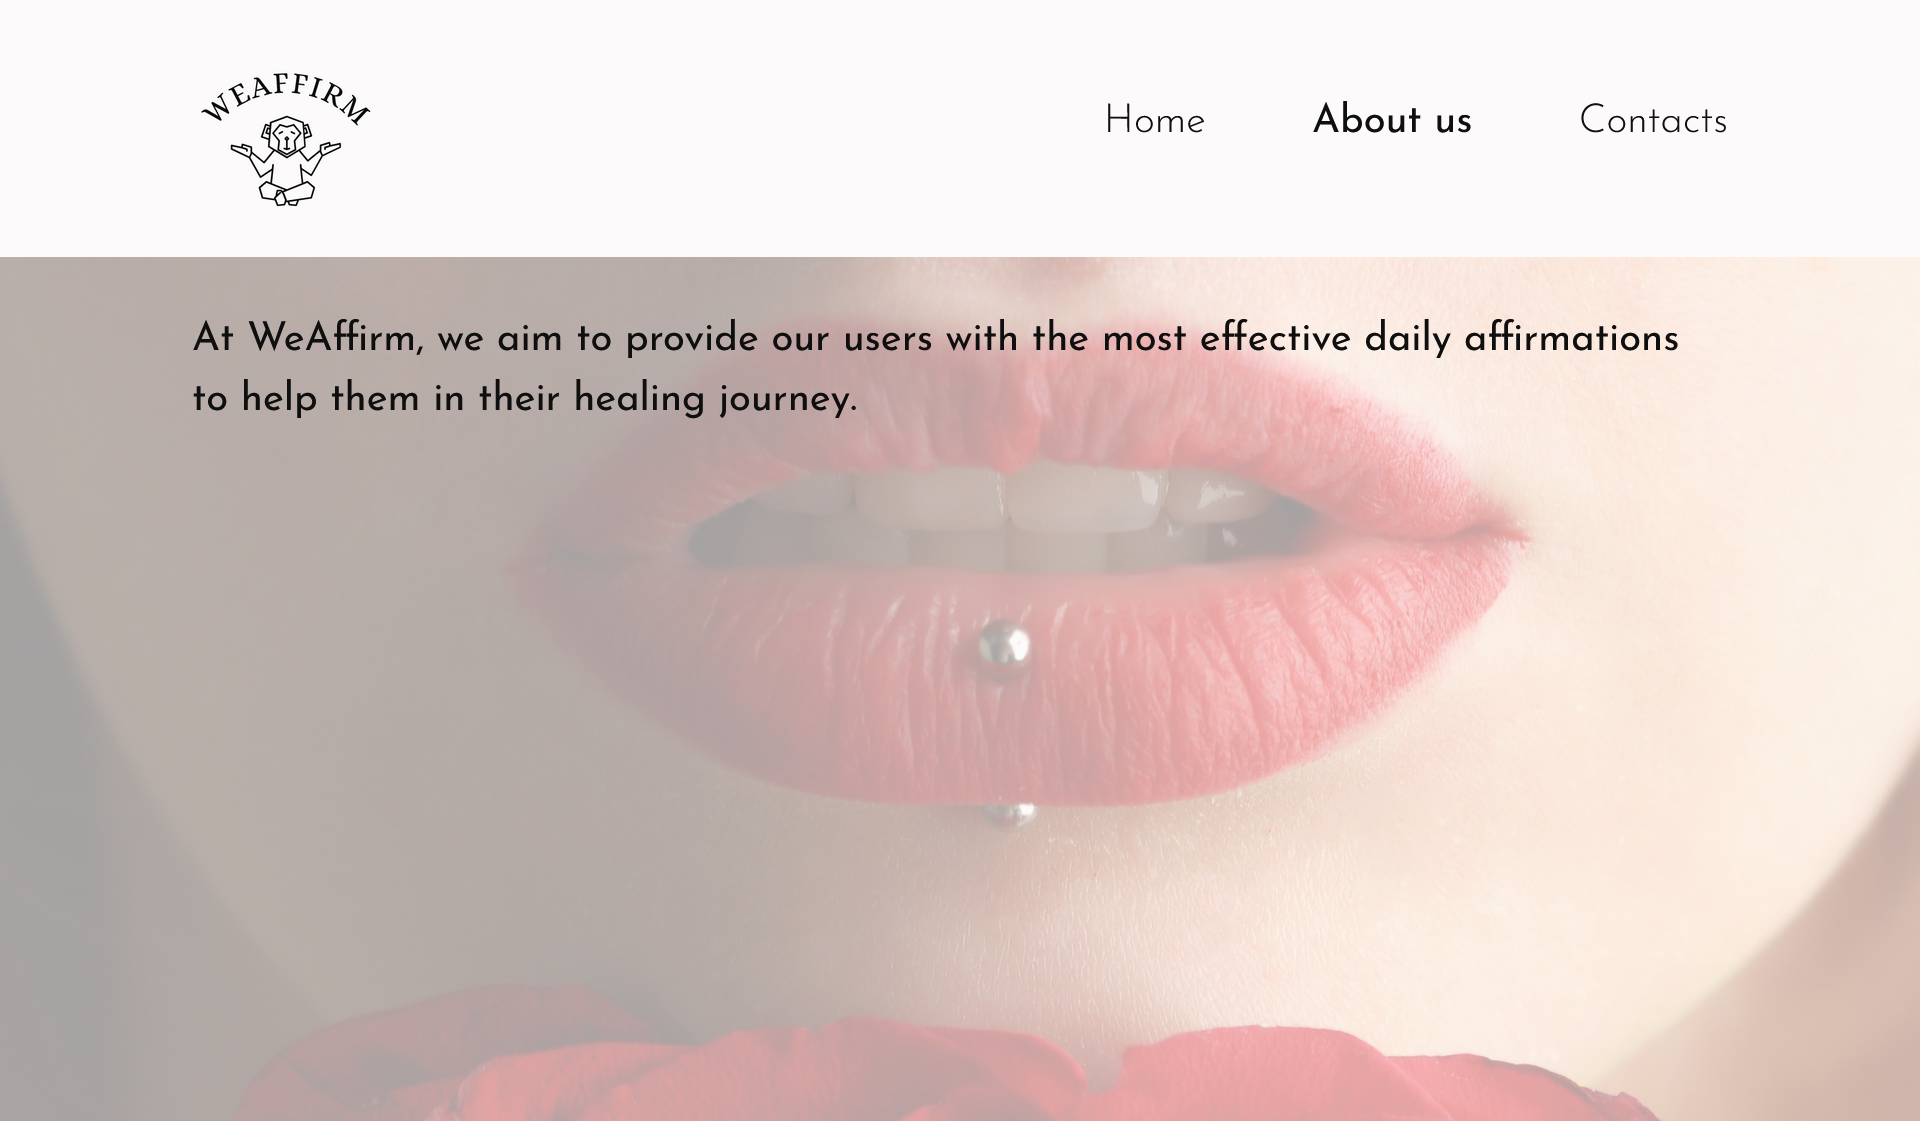 WEAFFIRM
Home About us Contacts
At WeAffirm, we aim to provide our users with the most effective daily affirmations
to help them in their healing journey.